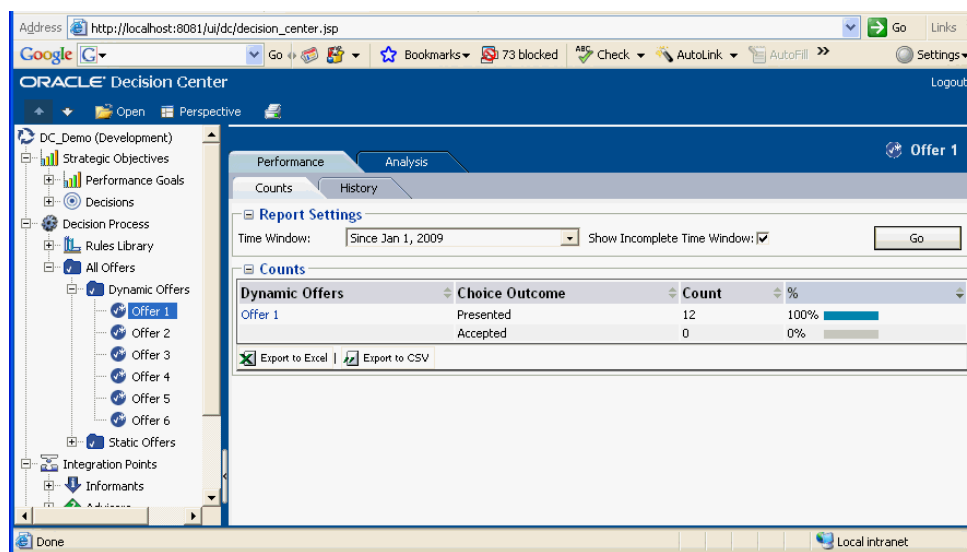 Address http://localhost:8081/ui/dc/decision_center.jsp Go Links
Google G Go Bookmarks 73 blocked ABC Check AutoLink AutoFill » Settings
ORACLE Decision Center Logout
Open Perspective
DC_Demo (Development)
Strategic Objectives
Performance Goals
Decisions
Decision Process
Rules Library
All Offers
Dynamic Offers
Offer 1
Offer 2
Offer 3
Offer 4
Offer 5
Offer 6
Static Offers
Integration Points
Informants
Offer 1
Performance Analysis
Counts History
Report Settings
Time Window: Since Jan 1, 2009 Show Incomplete Time Window: Go
Counts
Dynamic Offers Choice Outcome Count %
Offer 1 Presented 12 100%
Accepted 0 0%
Export to Excel | Export to CSV
Done Local intranet